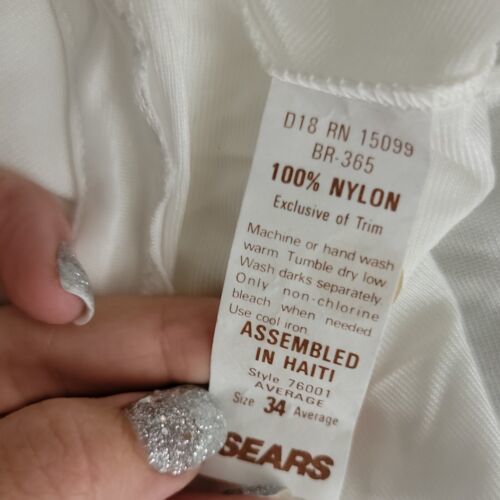 D18 RN 15099
BR-365
100% NYLON
Exclusive of Trim
Machine or hand wash
warm Tumble dry low
Wash darks separately.
Only non-chlorine
bleach when needed
Use cool iron.
ASSEMBLED
IN HAITI
Style 76001
AVERAGE
Size 34 Average
SEARS